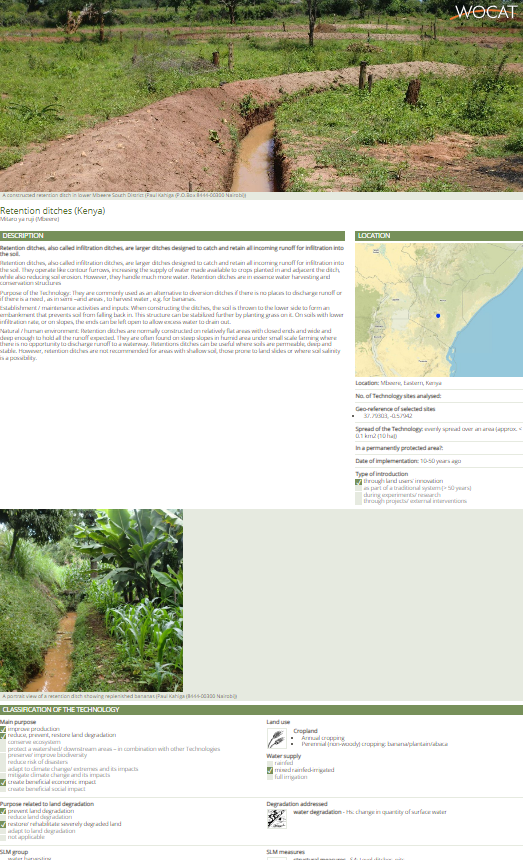 WOCAT
A constructed retention ditch in lower Mbeere South District (Paul Kahiga (P.O.Box 8444-00300 Nairobi))
Retention ditches (Kenya)
Mitaro ya ruji (Mbeere)
DESCRIPTION
Retention ditches, also called infiltration ditches, are larger ditches designed to catch and retain all incoming runoff for infiltration into
the soil.
Retention ditches, also called infiltration ditches, are larger ditches designed to catch and retain all incoming runoff for infiltration into
the soil. They operate like contour furrows, increasing the supply of water made available to crops planted in and adjacent the ditch,
while also reducing soil erosion. However, they handle much more water. Retention ditches are in essence water harvesting and
conservation structures
Purpose of the Technology: They are commonly used as an alternative to diversion ditches if there is no places to discharge runoff or
if there is a need , as in semi –arid areas , to harvest water , e.g. for bananas.
Establishment / maintenance activities and inputs: When constructing the ditches, the soil is thrown to the lower side to form an
embankment that prevents soil from falling back in. This structure can be stabilized further by planting grass on it. On soils with lower
infiltration rate, or on slopes, the ends can be left open to allow excess water to drain out.
Natural / human environment: Retention ditches are normally constructed on relatively flat areas with closed ends and wide and
deep enough to hold all the runoff expected. They are often found on steep slopes in humid area under small scale farming where
there is no opportunity to discharge runoff to a waterway. Retentions ditches can be useful where soils are permeable, deep and
stable. However, retention ditches are not recommended for areas with shallow soil, those prone to land slides or where soil salinity
is a possibility.
LOCATION
Location: Mbeere, Eastern, Kenya
No. of Technology sites analysed:
Geo-reference of selected sites
37.79303, -0.57942
Spread of the Technology: evenly spread over an area (approx. <
0.1 km2 (10 ha))
In a permanently protected area?:
Date of implementation: 10-50 years ago
Type of introduction
through land users' innovation
as part of a traditional system (> 50 years)
during experiments/ research
through projects/ external interventions
A portrait view of a retention ditch showing replenished bananas (Paul Kahiga (8444-00300 Nairobi))
CLASSIFICATION OF THE TECHNOLOGY
Main purpose
improve production
reduce, prevent, restore land degradation
conserve ecosystem
protect a watershed/ downstream areas – in combination with other Technologies
preserve/ improve biodiversity
reduce risk of disasters
adapt to climate change/ extremes and its impacts
mitigate climate change and its impacts
create beneficial economic impact
create beneficial social impact
Land use
Cropland
Annual cropping
Perennial (non-woody) cropping: banana/plantain/abaca
Water supply
rainfed
mixed rainfed-irrigated
full irrigation
Purpose related to land degradation
prevent land degradation
reduce land degradation
restore/ rehabilitate severely degraded land
adapt to land degradation
not applicable
Degradation addressed
water degradation - Hs: change in quantity of surface water
SLM group
water harvesting
SLM measures
structural measures